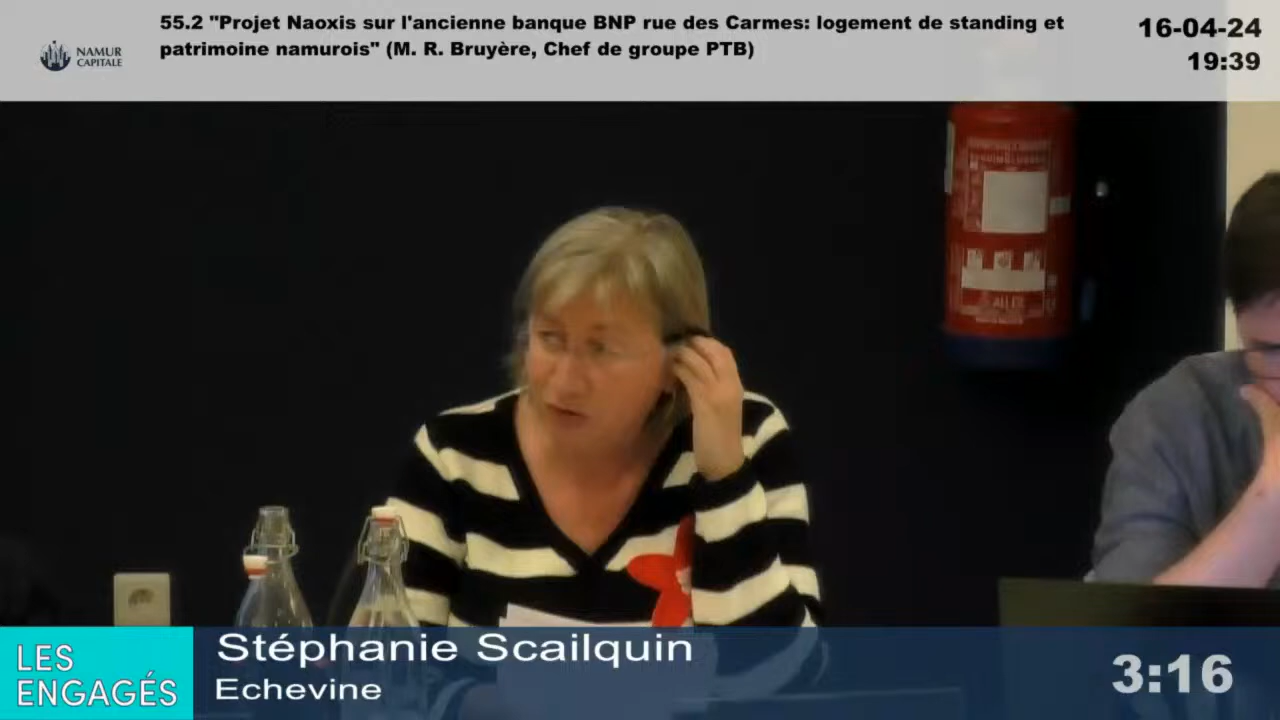 55.2 "Projet Naoxis sur l'ancienne banque BNP rue des Carmes: logement de standing et
patrimoine namurois" (M. R. Bruyère, Chef de groupe PTB)
16-04-24
19:39
NAMUR
CAPITALE
LES
ENGAGÉS
Stéphanie Scailquin
Echevine
3:16